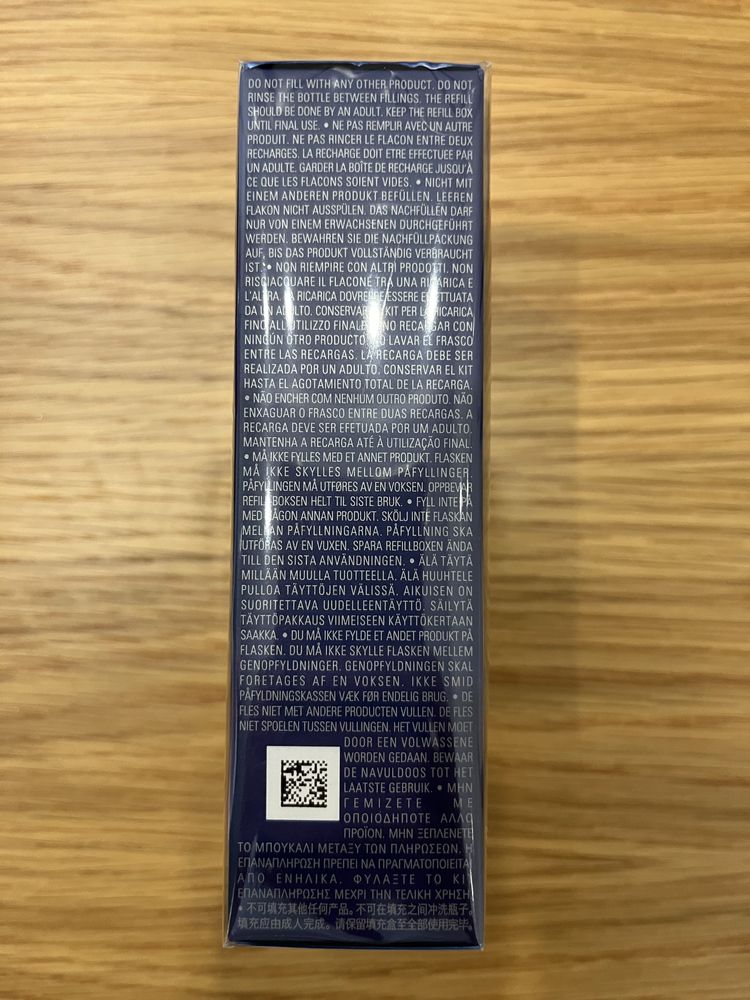 DO NOT FILL WITH ANY OTHER PRODUCT. DO NOT
RINSE THE BOTTLE BETWEEN FILLINGS. THE REFILL
SHOULD BE DONE BY AN ADULT. KEEP THE REFILL BOX
UNTIL FINAL USE. • NE PAS REMPLIR AVEC UN AUTRE
PRODUIT. NE PAS RINCER LE FLACON ENTRE DEUX
RECHARGES. LA RECHARGE DOIT ETRE EFFECTUEE PAR
UN ADULTE. GARDER LA BOÎTE DE RECHARGE JUSQU'À
CE QUE LES FLACONS SOIENT VIDES. • NICHT MIT
EINEM ANDEREN PRODUKT BEFÜLLEN. LEEREN
FLAKON NICHT AUSSPÜLEN. DAS NACHFÜLLEN DARF
NUR VON EINEM ERWACHSENEN DURCHGEFÜHRT
WERDEN. BEWAHREN SIE DIE NACHFÜLLPACKUNG
AUF, BIS DAS PRODUKT VOLLSTÄNDIG VERBRAUCHT
IST. • NON RIEMPIRE CON ALTRI PRODOTTI. NON
RISCIACQUARE IL FLACONE TRA UNA RICARICA E
L'ALTRA. LA RICARICA DOVREBBE ESSERE EFFETTUATA
DA UN ADULTO. CONSERVARE KIT PER LA RICARICA
FINO ALL'UTILIZZO FINALE. NO RECARGAR CON
NINGÚN OTRO PRODUCTO. NO LAVAR EL FRASCO
ENTRE LAS RECARGAS. LA RECARGA DEBE SER
REALIZADA POR UN ADULTO. CONSERVAR EL KIT
HASTA EL AGOTAMIENTO TOTAL DE LA RECARGA.
• NÃO ENCHER COM NENHUM OUTRO PRODUTO. NÃO
ENXAGUAR O FRASCO ENTRE DUAS RECARGAS. A
RECARGA DEVE SER EFETUADA POR UM ADULTO.
MANTENHA A RECARGA ATÉ À UTILIZAÇÃO FINAL.
• MÅ IKKE FYLLES MED ET ANNET PRODUKT. FLASKEN
MÅ IKKE SKYLLES MELLOM PÅFYLLINGER.
PÅFYLLINGEN MÅ UTFØRES AV EN VOKSEN. OPPBEVAR
REFILL-BOKSEN HELT TIL SISTE BRUK. • FYLL INTE PÅ
MED NÅGON ANNAN PRODUKT. SKÖLJ INTE FLASKAN
MELLAN PÅFYLLNINGARNA. PÅFYLLNING SKA
UTFÖRAS AV EN VUXEN. SPARA REFILLBOXEN ÄNDA
TILL DEN SISTA ANVÄNDNINGEN. • ÄLÄ TÄYTÄ
MILLÄÄN MUULLA TUOTTEELLA. ÄLÄ HUUHTELE
PULLOA TÄYTTÖJEN VÄLISSÄ. AIKUISEN ON
SUORITETTAVA UUDELLEENTÄYTTÖ. SÄILYTÄ
TÄYTTÖPAKKAUS VIIMEISEEN KÄYTTÖKERTAAN
SAAKKA. • DU MÅ IKKE FYLDE ET ANDET PRODUKT PÅ
FLASKEN. DU MÅ IKKE SKYLLE FLASKEN MELLEM
GENOPFYLDNINGER. GENOPFYLDNINGEN SKAL
FORETAGES AF EN VOKSEN. IKKE SMID
PÅFYLDNINGSKASSEN VÆK FØR ENDELIG BRUG. • DE
FLES NIET MET ANDERE PRODUCTEN VULLEN. DE FLES
NIET SPOELEN TUSSEN VULLINGEN. HET VULLEN MOET
DOOR EEN VOLWASSENE
WORDEN GEDAAN. BEWAAR
DE NAVULDOOS TOT HET
LAATSTE GEBRUIK. • ΜΗΝ
ΓΕΜΙΖΕΤΕ ΜΕ
ΟΠΟΙΟΔΗΠΟΤΕ ΑΛΛΟ
ΠΡΟΪΟΝ. ΜΗΝ ΞΕΠΛΕΝΕΤΕ
ΤΟ ΜΠΟΥΚΑΛΙ ΜΕΤΑΞΥ ΤΩΝ ΠΛΗΡΩΣΕΩΝ. Η
ΕΠΑΝΑΠΛΗΡΩΣΗ ΠΡΕΠΕΙ ΝΑ ΠΡΑΓΜΑΤΟΠΟΙΕΙΤΑΙ
ΑΠΟ ΕΝΗΛΙΚΑ. ΦΥΛΑΞΤΕ ΤΟ ΚΙΤ
ΕΠΑΝΑΠΛΗΡΩΣΗΣ ΜΕΧΡΙ ΤΗΝ ΤΕΛΙΚΗ ΧΡΗΣΗ
• 不可填充其他任何产品。不可在填充之间冲洗瓶子。
填充应由成人完成。请保留填充盒至全部使用完毕。